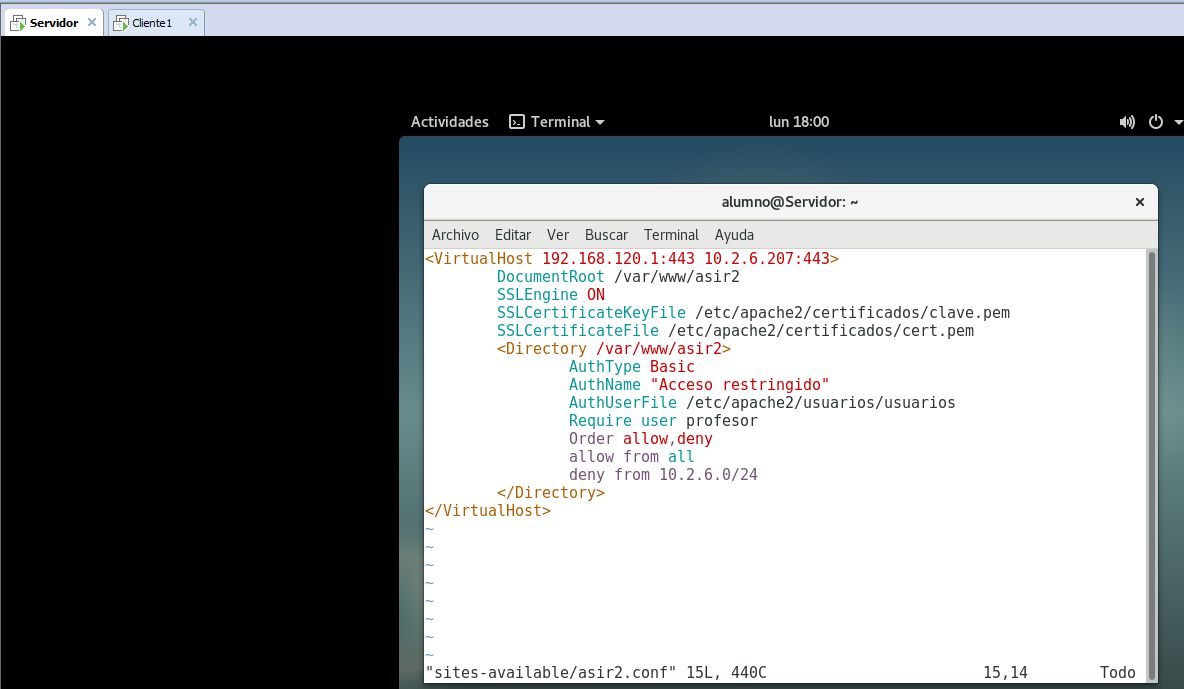 Servidor Cliente1
Actividades Terminal lun 18:00
alumno@Servidor: ~
Archivo Editar Ver Buscar Terminal Ayuda
<VirtualHost 192.168.120.1:443 10.2.6.207:443>
DocumentRoot /var/www/asir2
SSLEngine ON
SSLCertificateKeyFile /etc/apache2/certificados/clave.pem
SSLCertificateFile /etc/apache2/certificados/cert.pem
<Directory /var/www/asir2>
AuthType Basic
AuthName "Acceso restringido"
AuthUserFile /etc/apache2/usuarios/usuarios
Require user profesor
Order allow,deny
allow from all
deny from 10.2.6.0/24
</Directory>
</VirtualHost>
~
~
~
~
~
~
~
~
"sites-available/asir2.conf" 15L, 440C 15,14 Todo